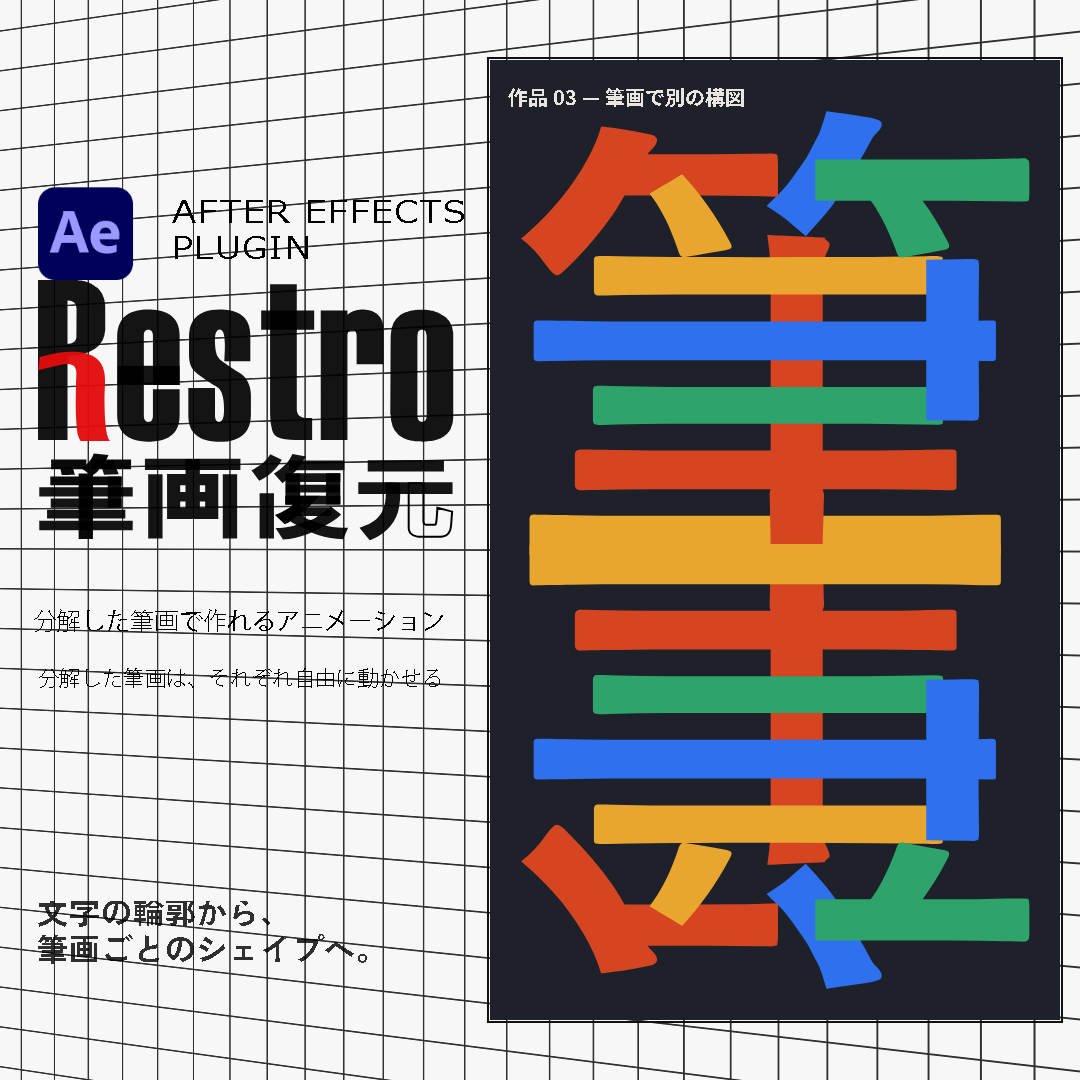 Ae
AFTER EFFECTS
PLUGIN
Restro
筆画復元
分解した筆画で作れるアニメーション
分解した筆画は、それぞれ自由に動かせる
文字の輪郭から、
筆画ごとのシェイプへ。
作品 03 — 筆画で別の構図
筆